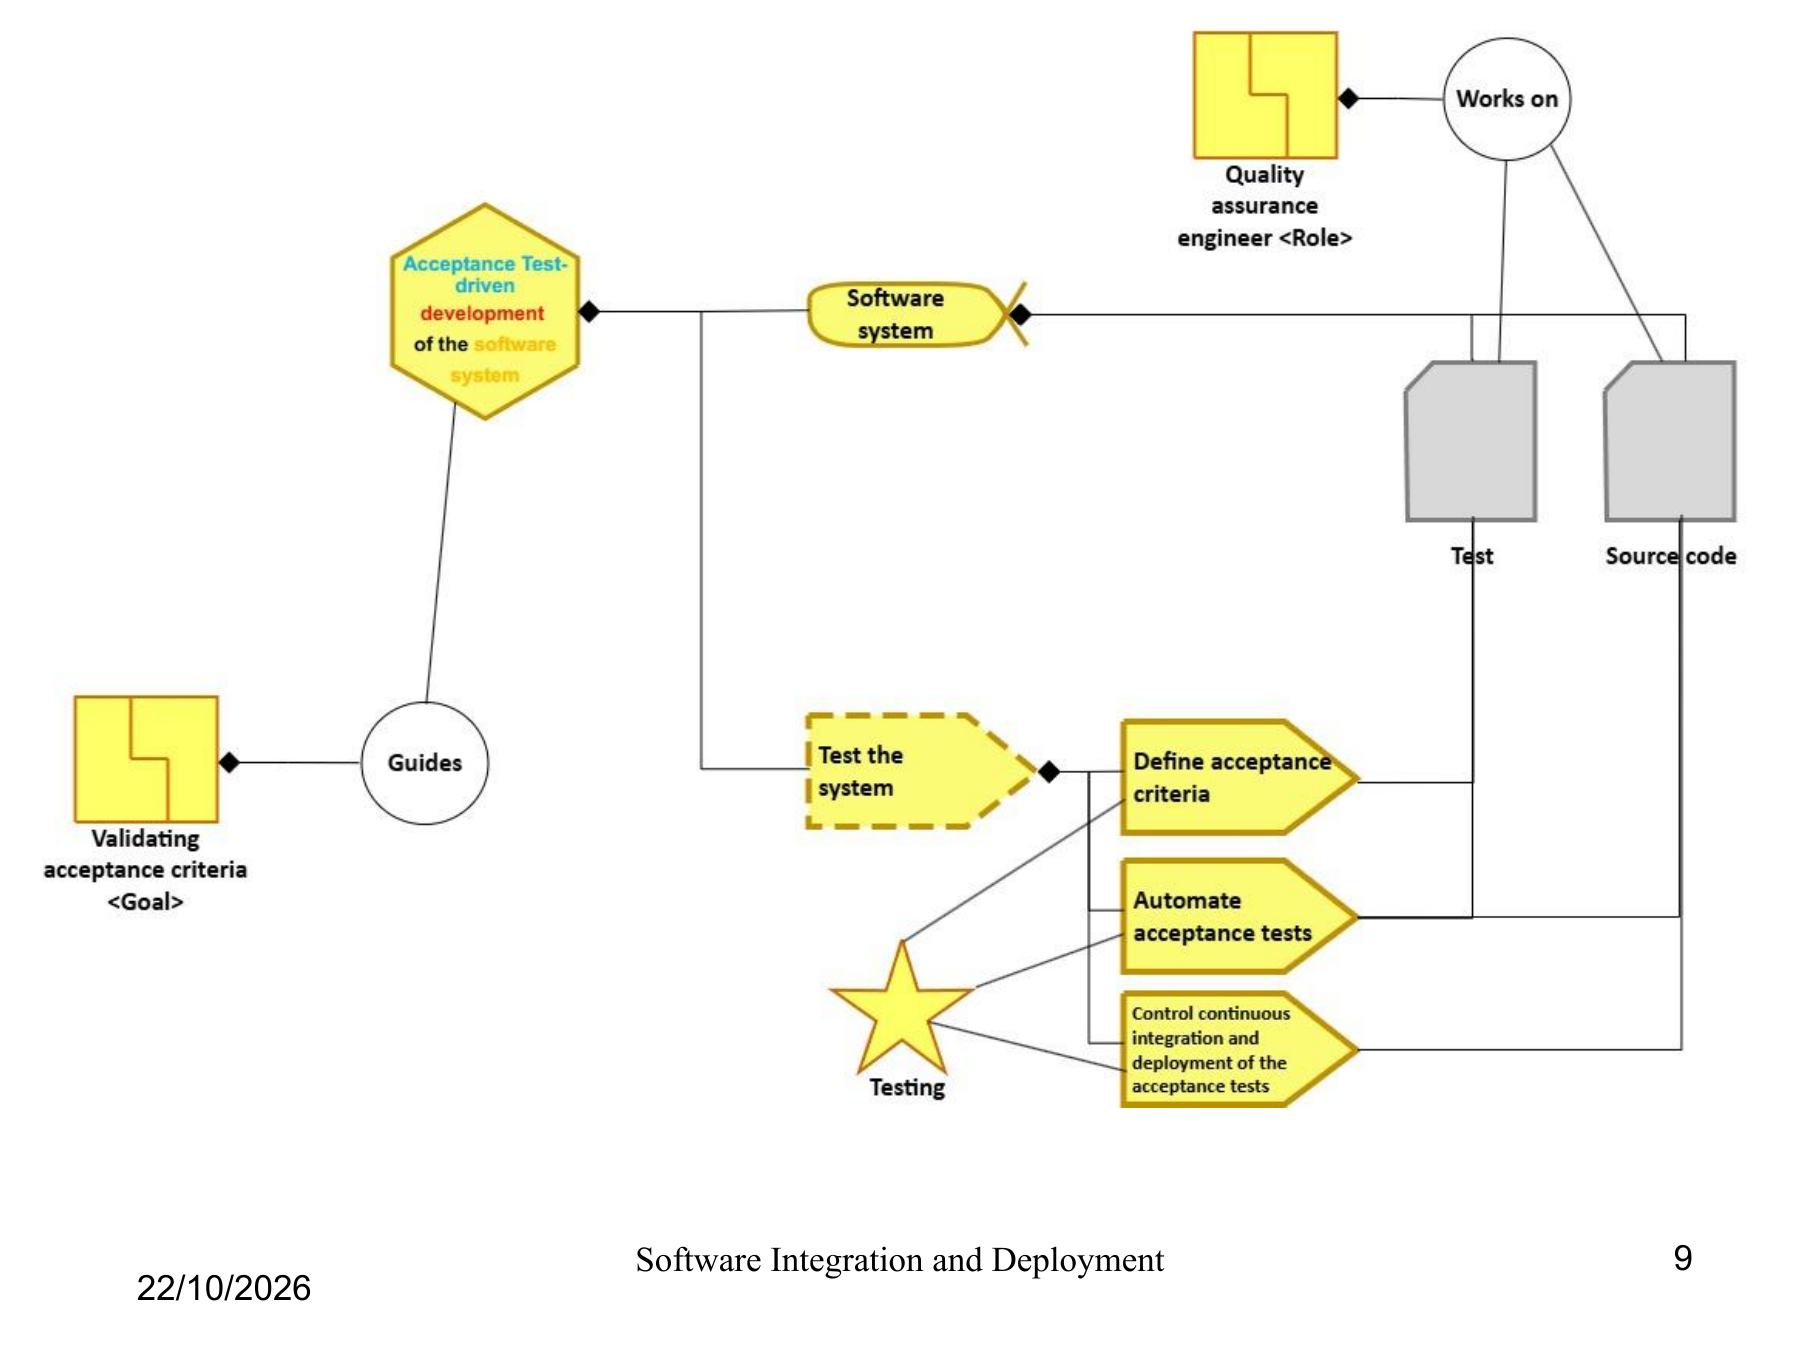 Works on
Quality
assurance
engineer <Role>
Acceptance Test-
driven
development
of the software
system
Software
system
Test
Source code
Guides
Validating
acceptance criteria
<Goal>
Test the
system
Define acceptance
criteria
Automate
acceptance tests
Control continuous
integration and
deployment of the
acceptance tests
Testing
Software Integration and Deployment
9
22/10/2026